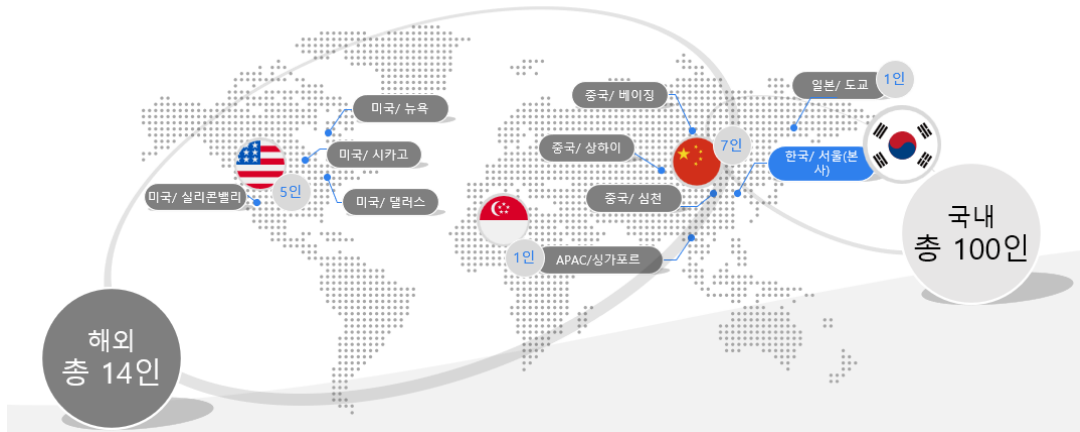 미국/ 뉴욕
미국/ 시카고
미국/ 실리콘밸리
5인
미국/ 댈러스
중국/ 베이징
7인
중국/ 상하이
중국/ 심천
1인
APAC/싱가포르
일본/ 도쿄
1인
한국/ 서울(본
사)
국내
총 100인
해외
총 14인